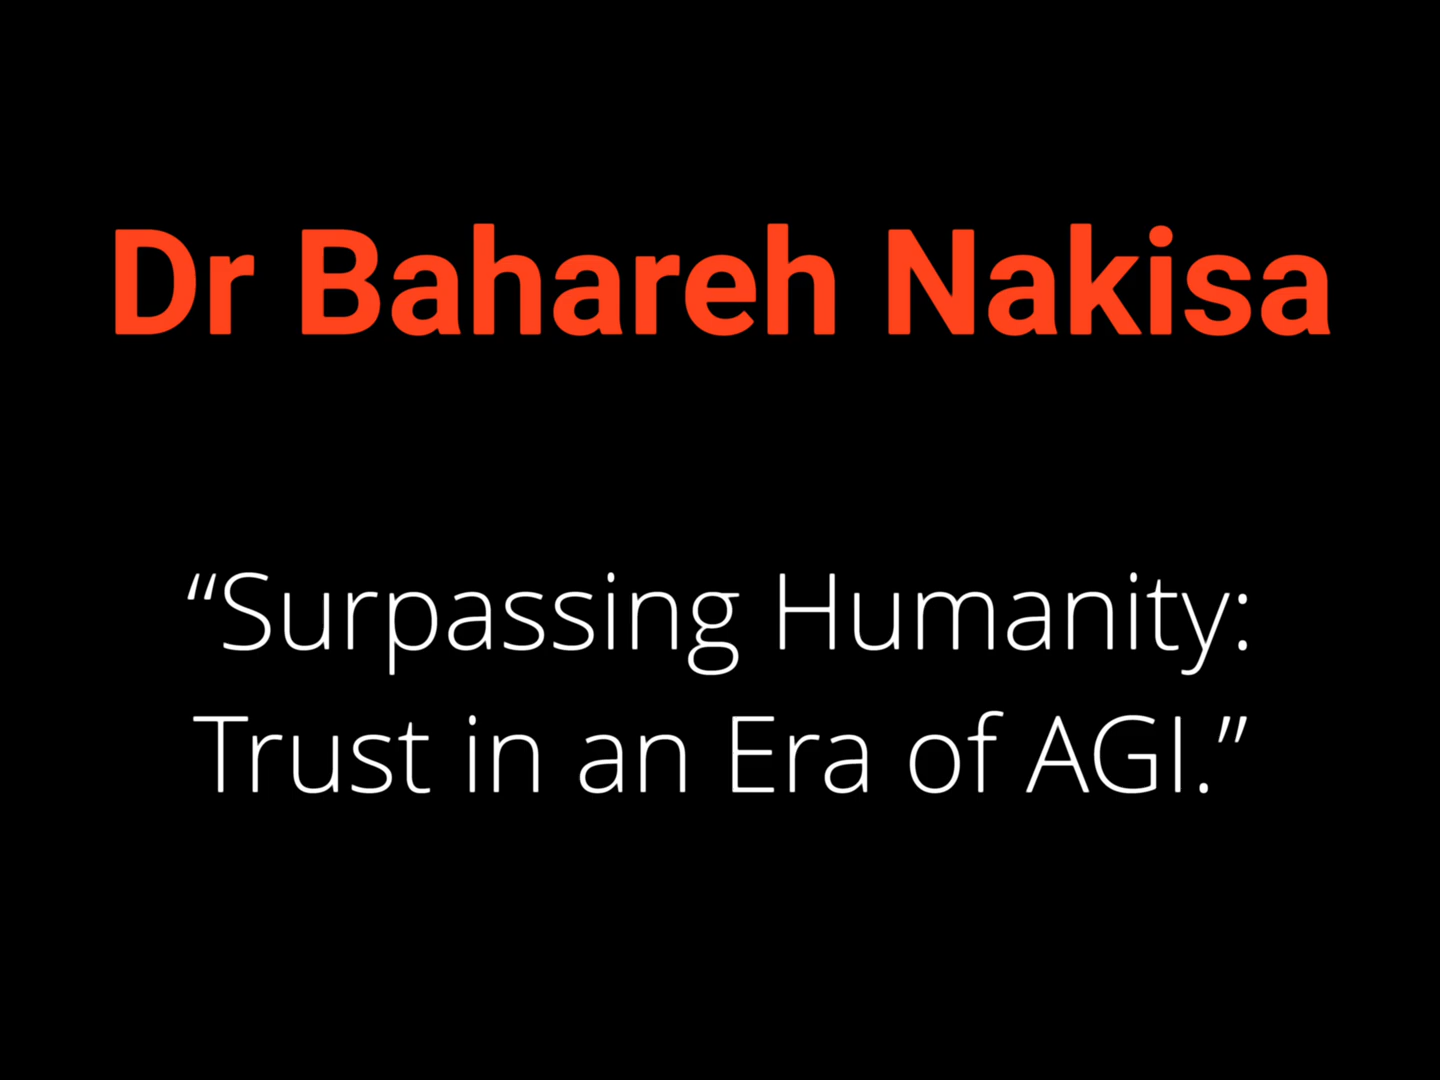 Dr Bahareh Nakisa
“Surpassing Humanity:
Trust in an Era of AGI.”